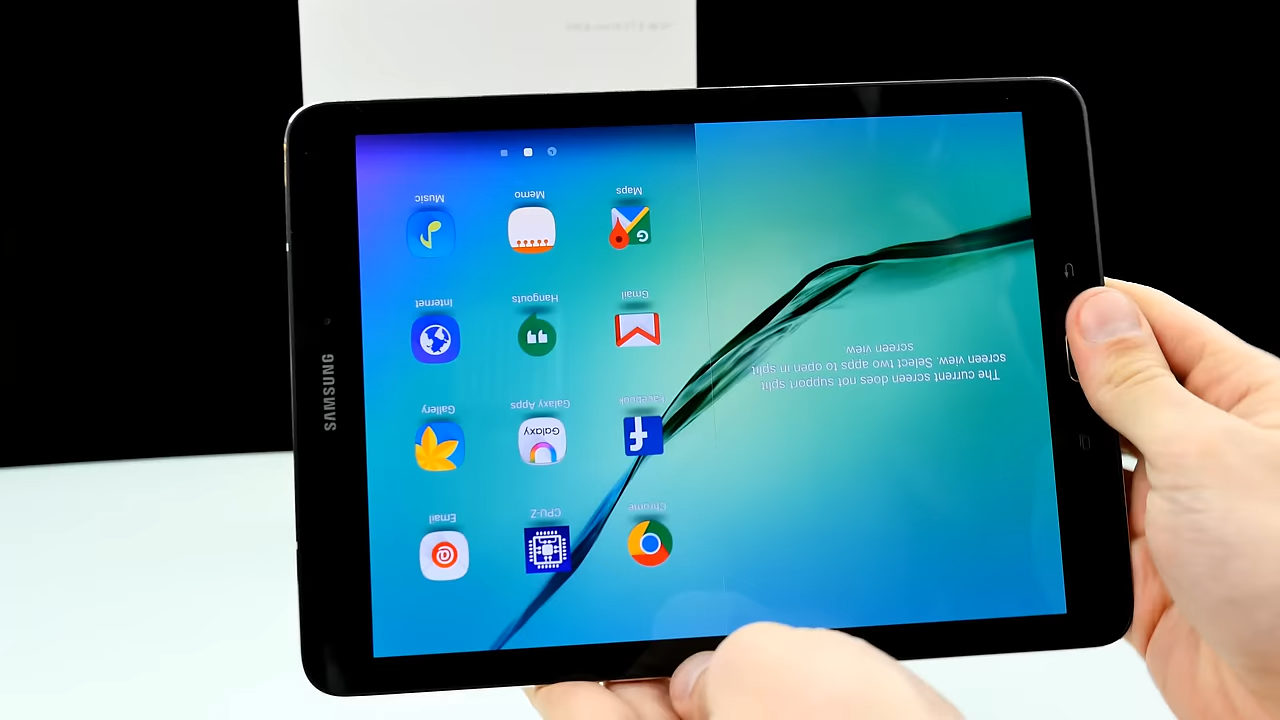 SAMSUNG
The current screen does not support split
screen view. Select two apps to open in split
screen view
Chrome
CPU-Z
Email
Facebook
Galaxy
Galaxy Apps
Gallery
Gmail
Hangouts
Internet
Maps
Memo
Music